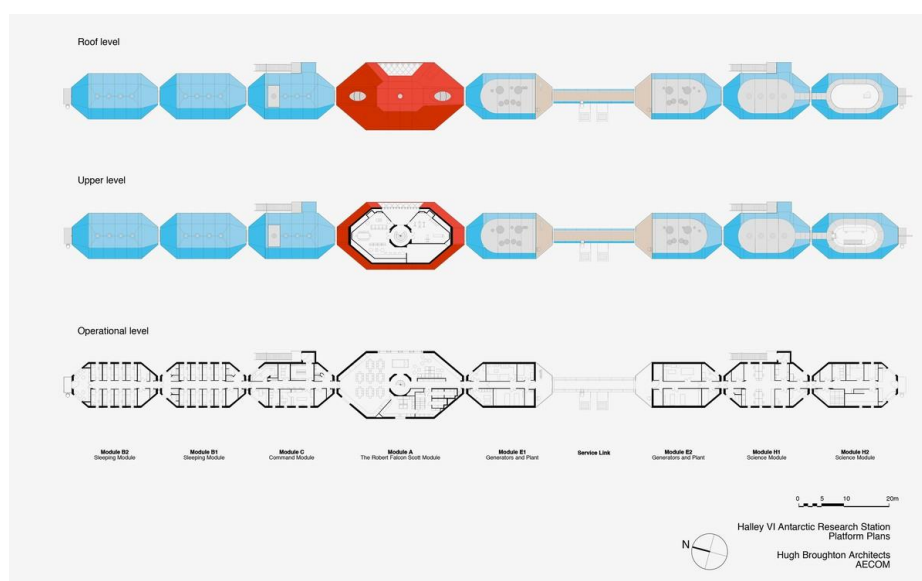 Roof level
Upper level
Operational level
Module B2
Sleeping Module
Module B1
Sleeping Module
Module C
Command Module
Module A
The Robert Falcon Scott Module
Module E1
Generators and Plant
Service Link
Module E2
Generators and Plant
Module H1
Science Module
Module H2
Science Module
0 5 10 20m
Halley VI Antarctic Research Station
Platform Plans
N
Hugh Broughton Architects
AECOM